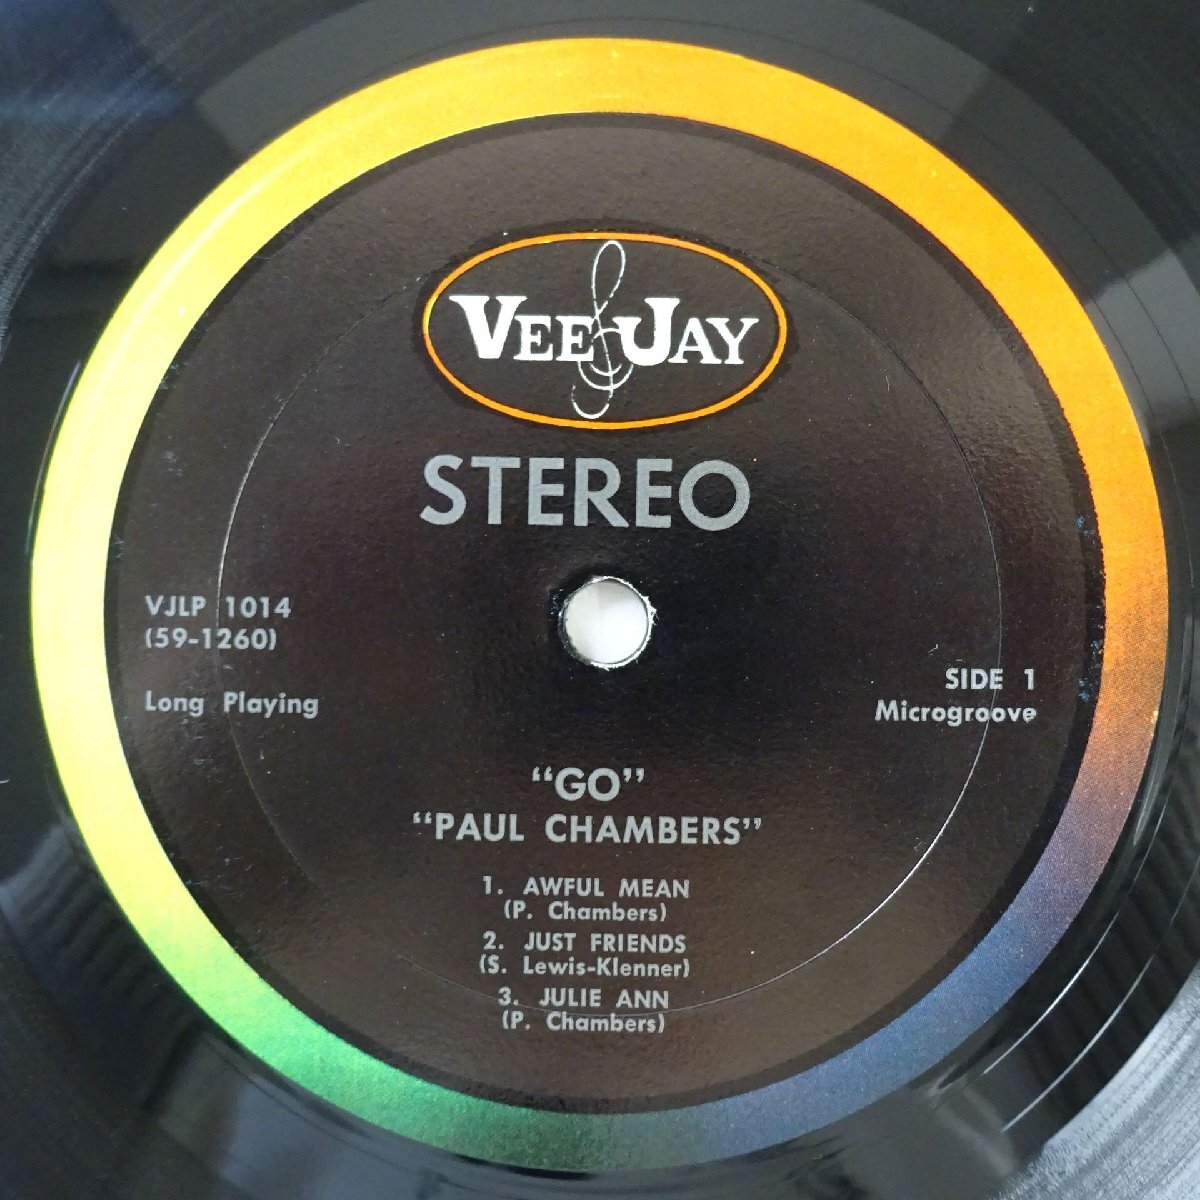 VEE JAY
STEREO
VJLP 1014
(59-1260)
Long Playing
SIDE 1
Microgroove
“GO”
“PAUL CHAMBERS”
1. AWFUL MEAN
(P. Chambers)
2. JUST FRIENDS
(S. Lewis-Klenner)
3. JULIE ANN
(P. Chambers)